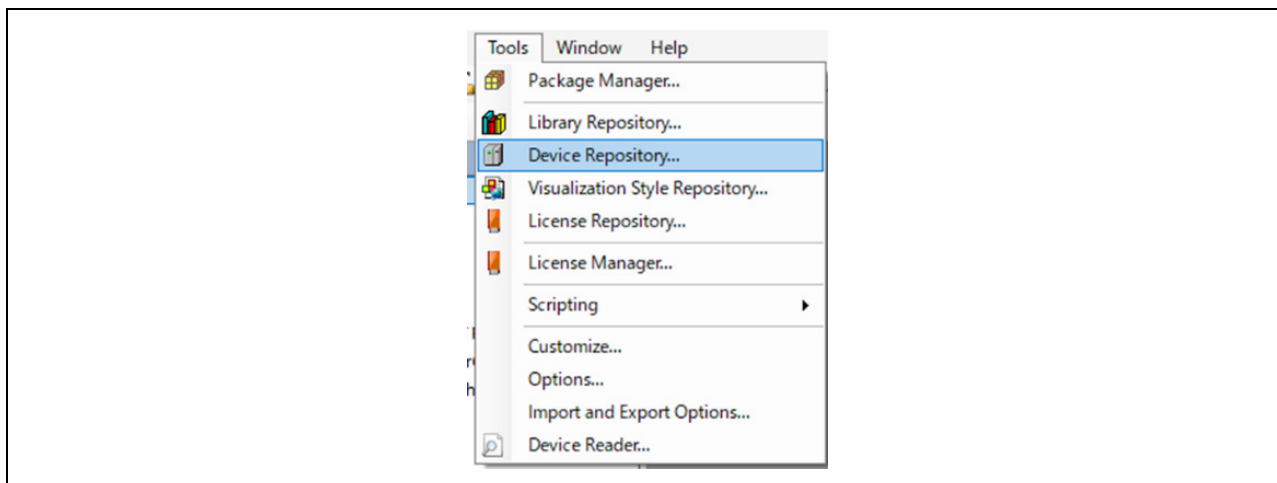 Tools Window Help
Package Manager...
Library Repository...
Device Repository...
Visualization Style Repository...
License Repository...
License Manager...
Scripting
Customize...
Options...
Import and Export Options...
Device Reader...